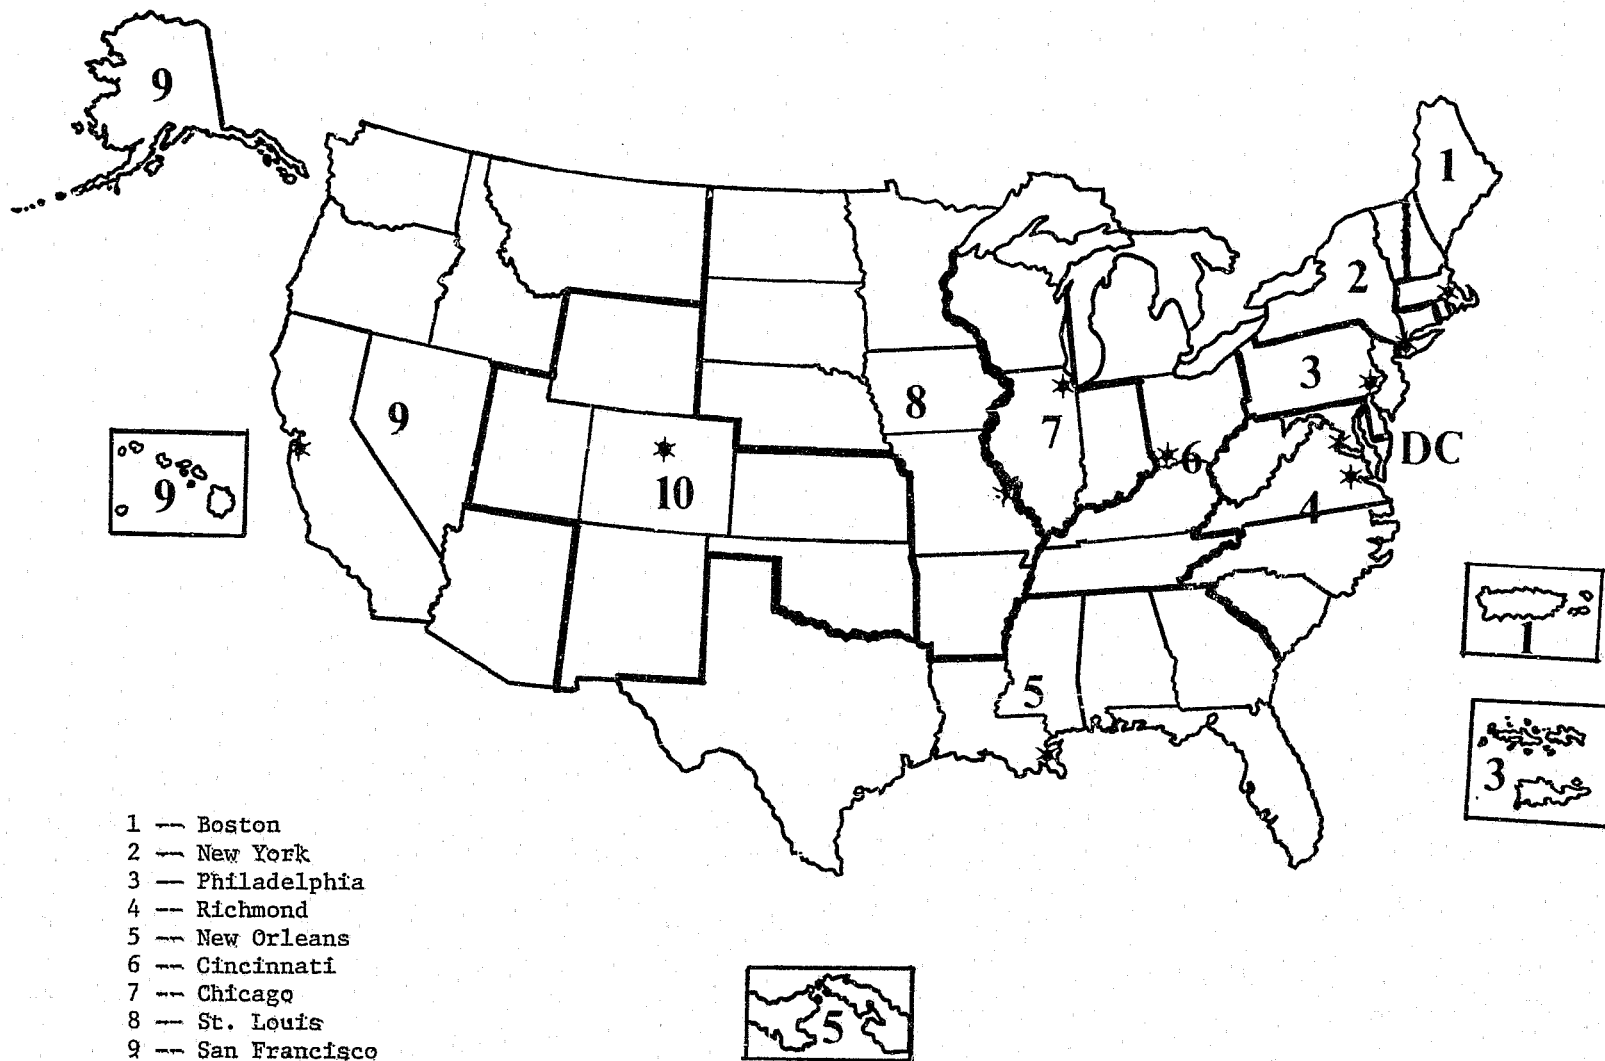 9
1
2
3
8
7
9
DC
6
9
10
4
1
5
3
1 -- Boston
2 -- New York
3 -- Philadelphia
4 -- Richmond
5 -- New Orleans
6 -- Cincinnati
7 -- Chicago
8 -- St. Louis
9 -- San Francisco
5